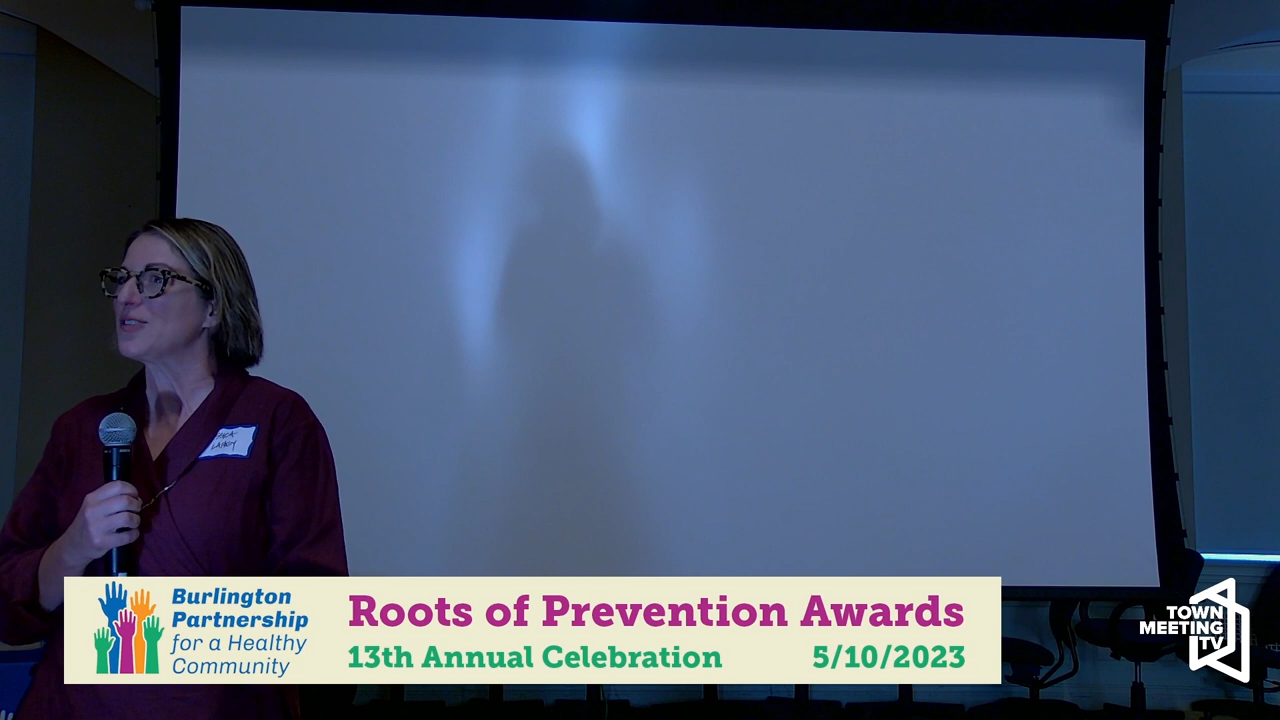 Burlington
Partnership
for a Healthy
Community
Roots of Prevention Awards
13th Annual Celebration 5/10/2023
TOWN
MEETING
TV